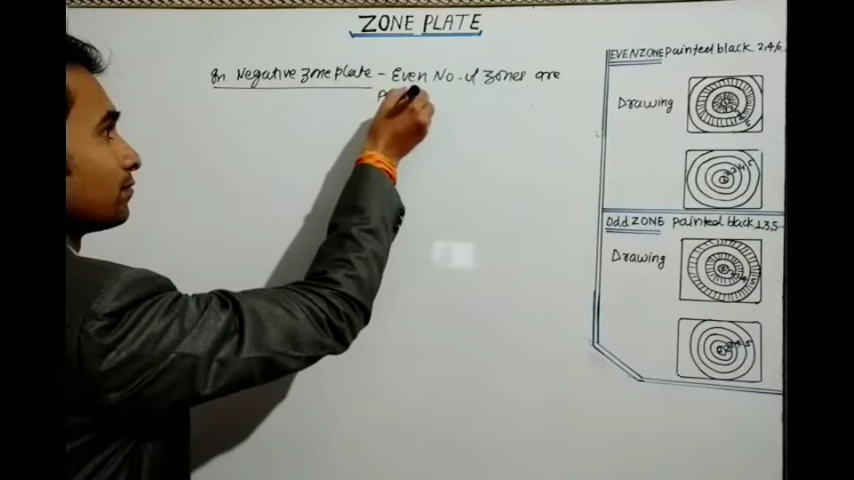 ZONE PLATE
In Negative zone plate - Even No. of zones are
EVEN ZONE painted black 2,4,6
Drawing
Odd ZONE painted black 1,3,5
Drawing